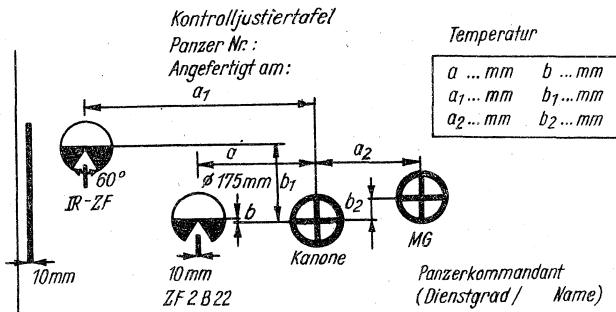 Kontrolljustiertafel
Panzer Nr.:
Angefertigt am:
Temperatur
a ... mm b ... mm
a₁... mm b₁... mm
a₂... mm b₂... mm
a₁
a
a₂
60°
ø 175mm
b₁
IR-ZF
b
b₂
MG
Kanone
10mm
10mm
ZF 2 B 22
Panzerkommandant
(Dienstgrad / Name)